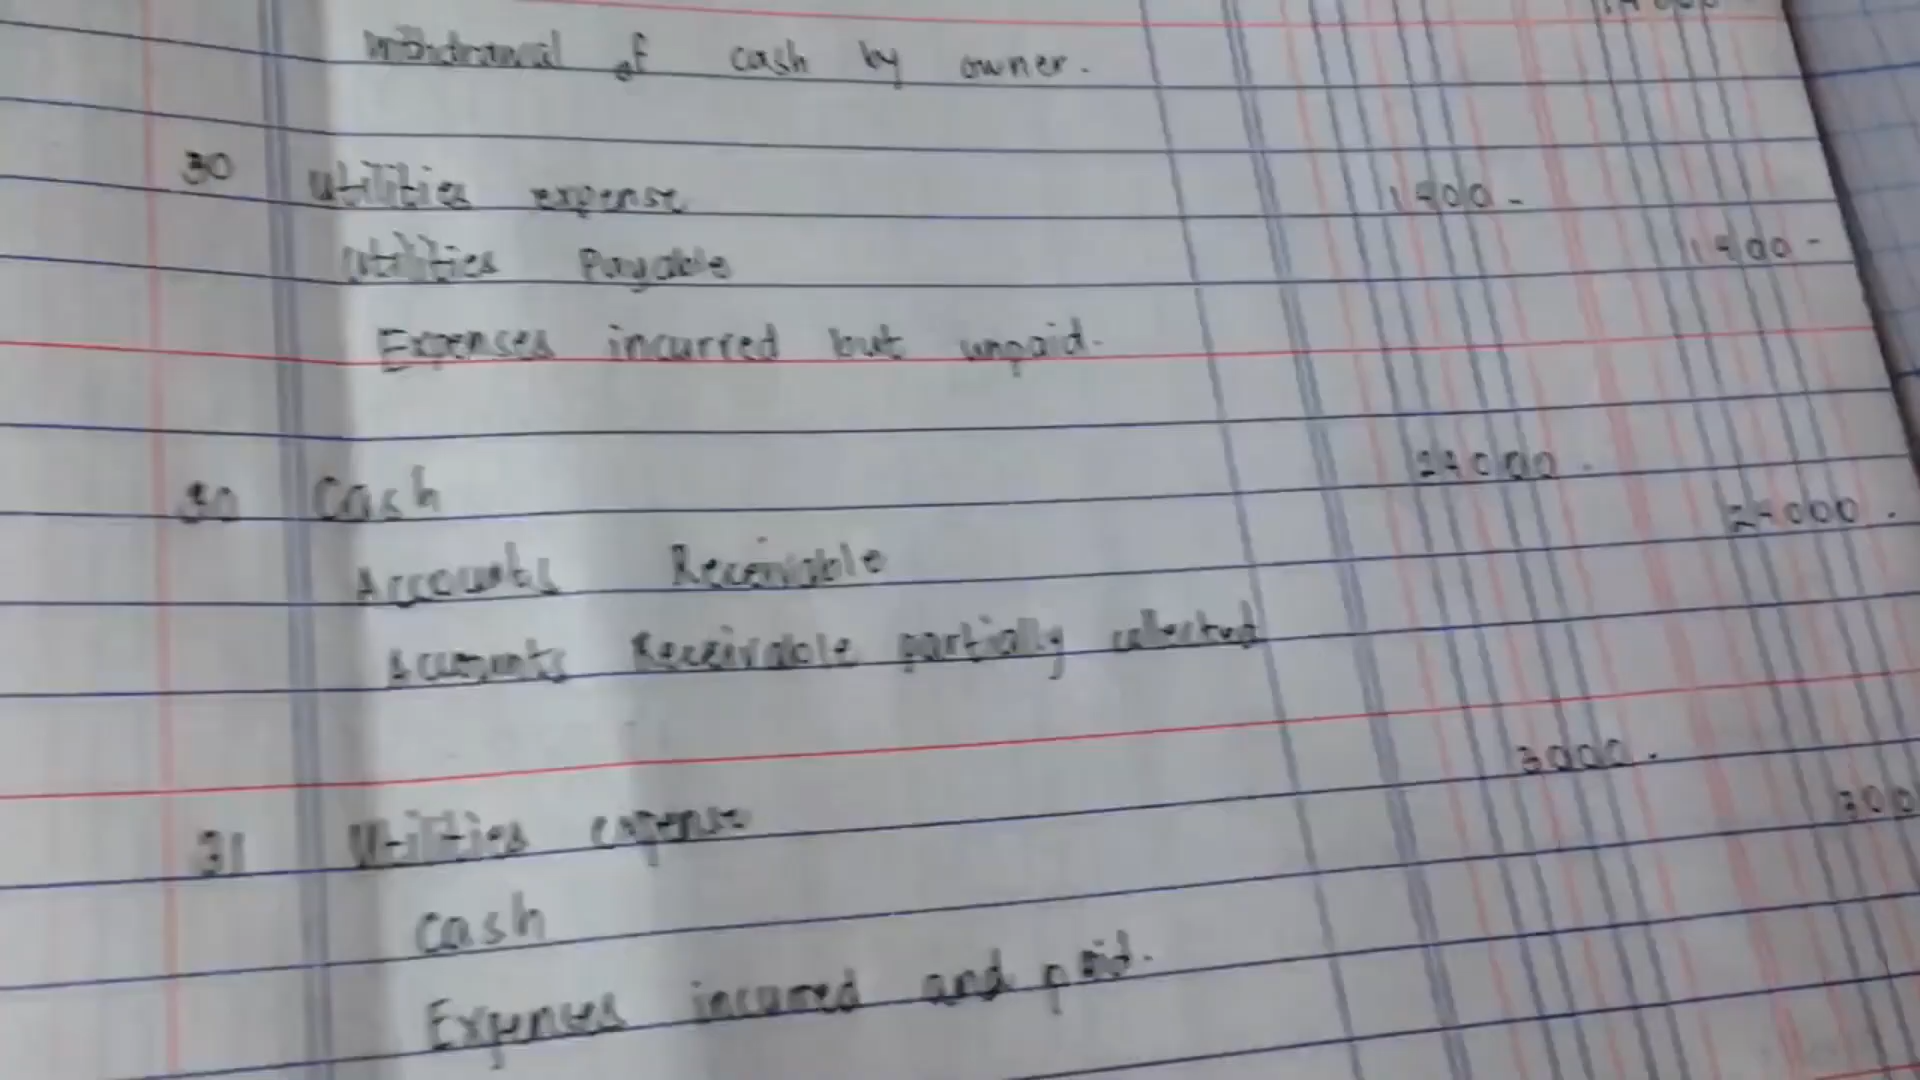 withdrawal of cash by owner.
30 Utilities expense 1400-
Utilities Payable 1400-
Expenses incurred but unpaid.
30 Cash 24000.
Accounts Receivable 24000.
Accounts Receivable partially collected
31 Utilities expense 3000.
Cash 300
Expenses incurred and paid.